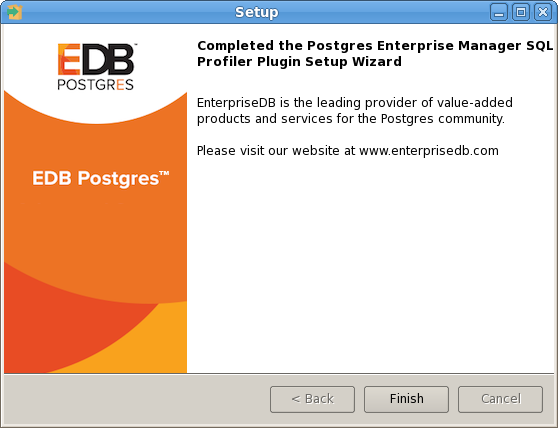 Setup
EDB™
POSTGRES
EDB Postgres™
Completed the Postgres Enterprise Manager SQL
Profiler Plugin Setup Wizard
EnterpriseDB is the leading provider of value-added
products and services for the Postgres community.
Please visit our website at www.enterprisedb.com
< Back
Finish
Cancel